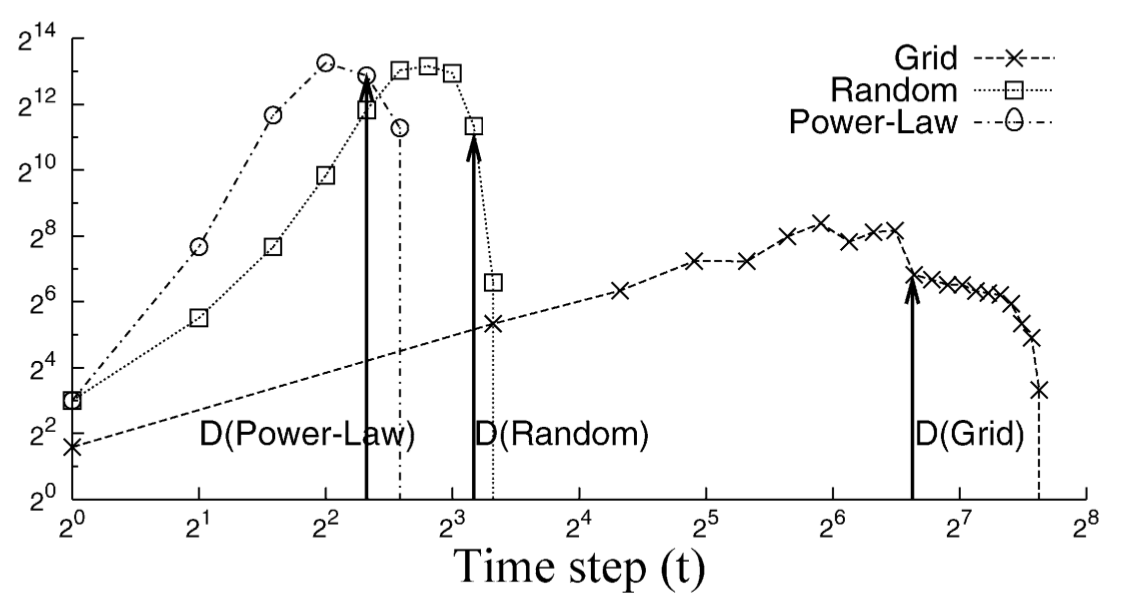 2^14
2^12
2^10
2^8
2^6
2^4
2^2
2^0
Grid
Random
Power-Law
D(Power-Law)
D(Random)
D(Grid)
2^0 2^1 2^2 2^3 2^4 2^5 2^6 2^7 2^8
Time step (t)